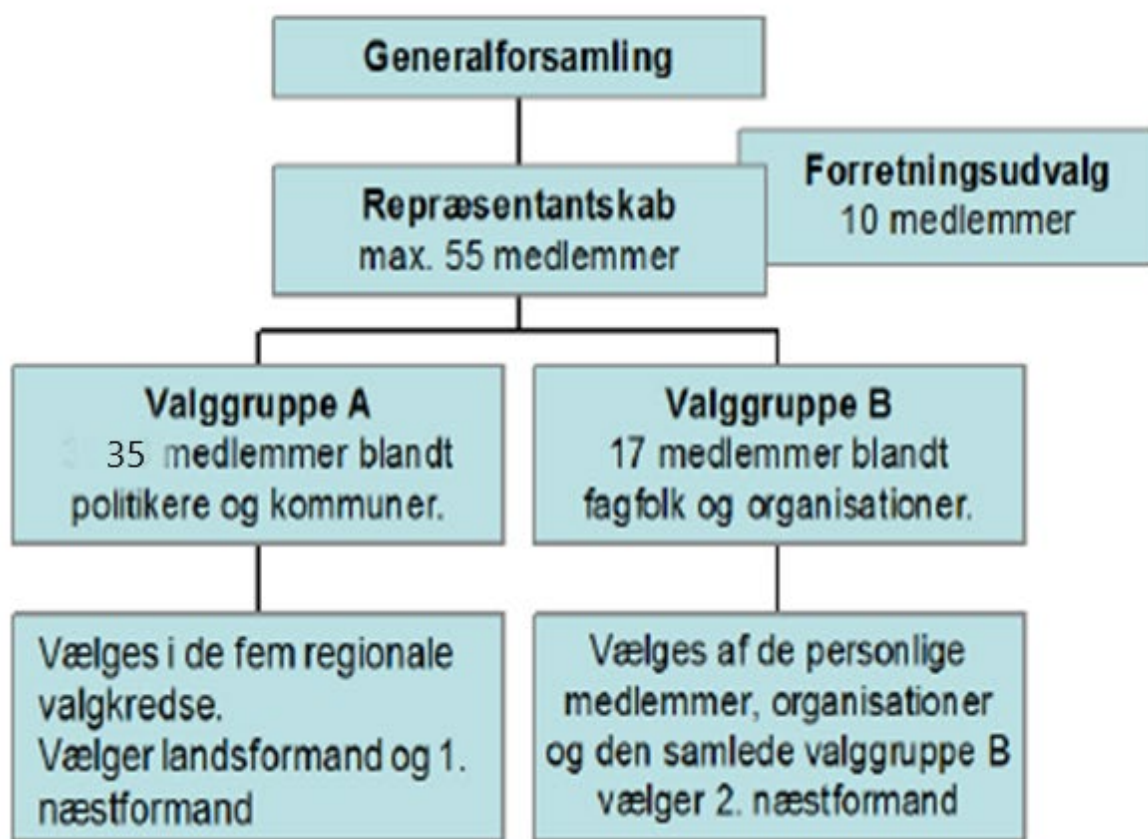 Generalforsamling
Repræsentantskab
max. 55 medlemmer
Forretningsudvalg
10 medlemmer
Valggruppe A
35 medlemmer blandt
politikere og kommuner.
Valggruppe B
17 medlemmer blandt
fagfolk og organisationer.
Vælges i de fem regionale
valgkredse.
Vælger landsformand og 1.
næstformand
Vælges af de personlige
medlemmer, organisationer
og den samlede valggruppe B
vælger 2. næstformand